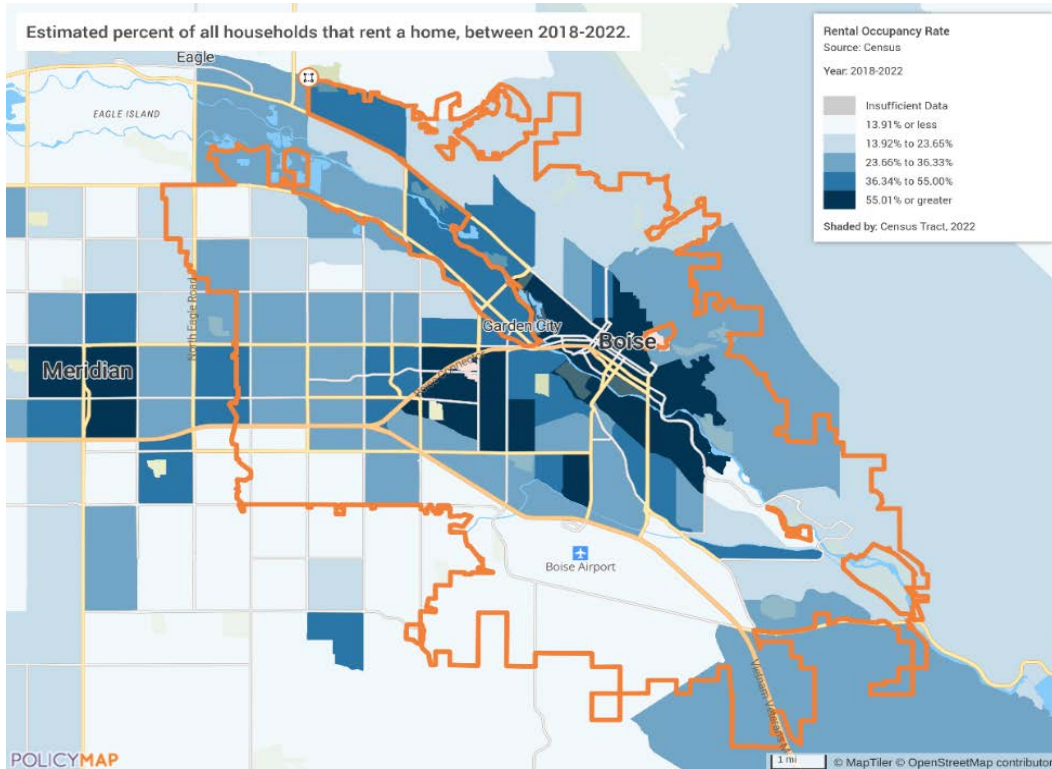 Estimated percent of all households that rent a home, between 2018-2022.
Rental Occupancy Rate
Source: Census
Year: 2018-2022
Insufficient Data
13.91% or less
13.92% to 23.65%
23.66% to 36.33%
36.34% to 55.00%
55.01% or greater
Shaded by: Census Tract, 2022
Eagle
EAGLE ISLAND
North Eagle Road
Garden City
Boise
Meridian
Boise Airport
Vietnam Veterans M
POLICYMAP
1 mi
© MapTiler © OpenStreetMap contributor